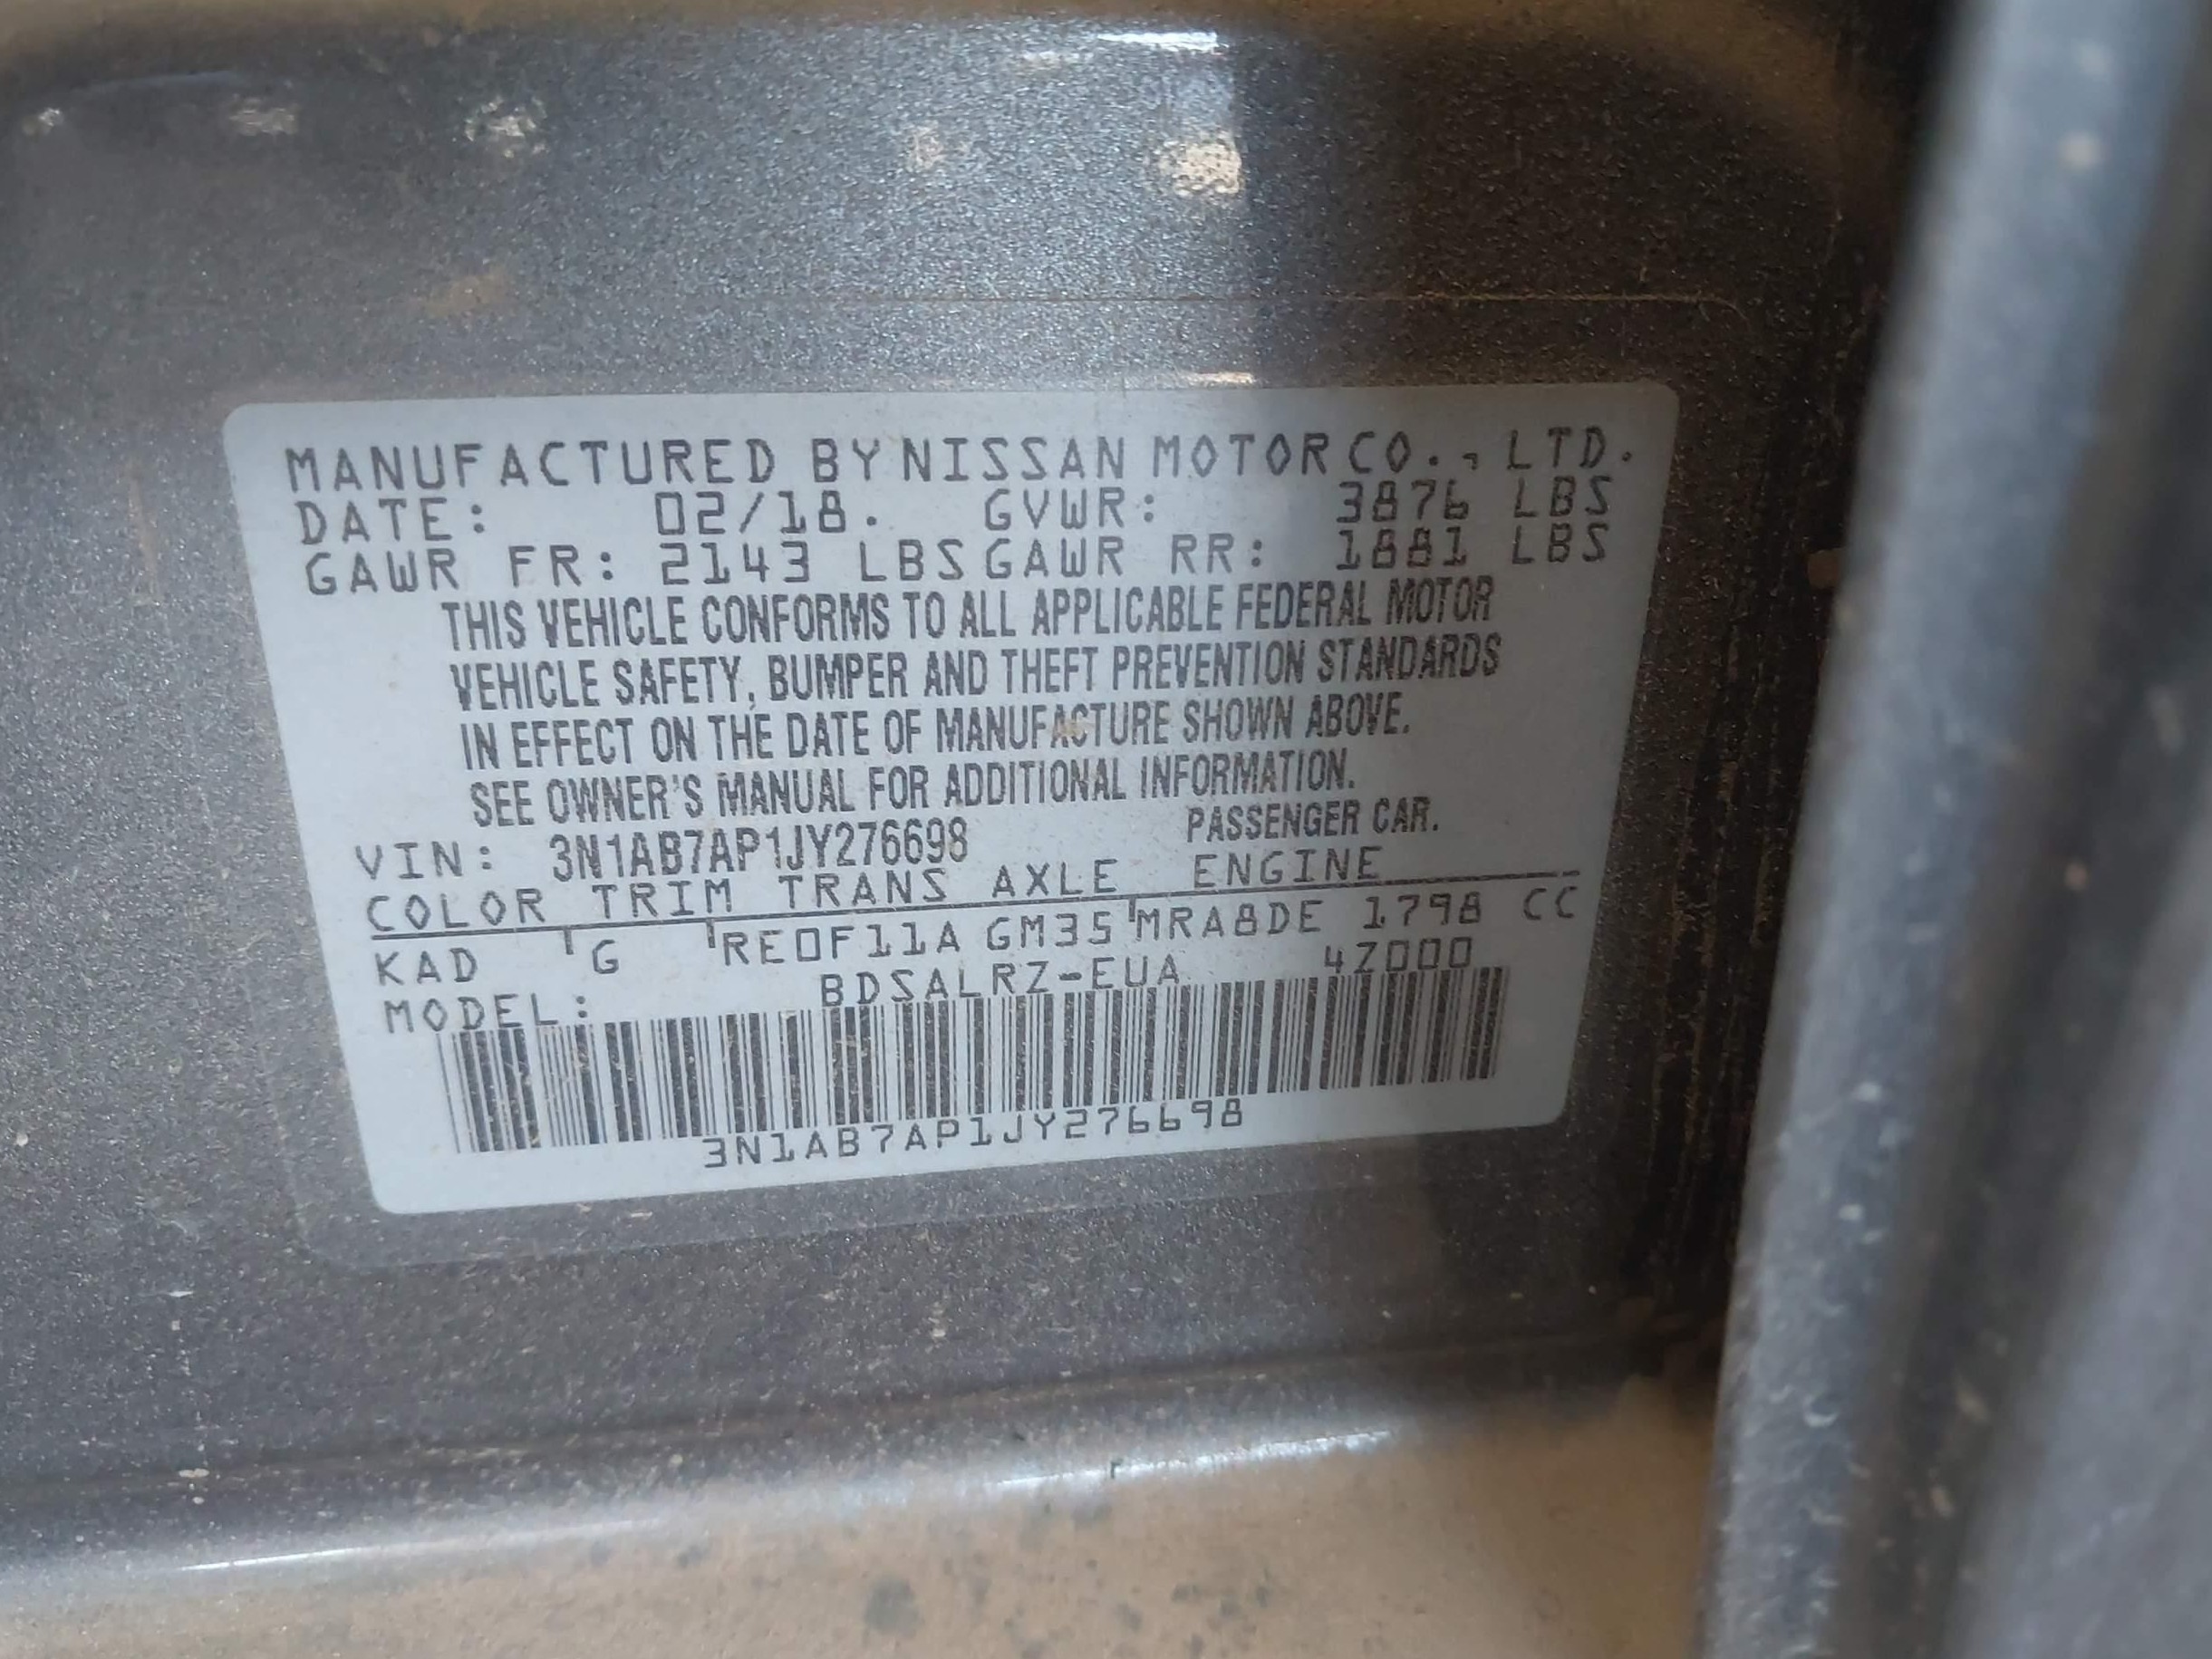 MANUFACTURED BY NISSAN MOTOR CO., LTD.
DATE: 02/18. GVWR: 3876 LBS
GAWR FR: 2143 LBS GAWR RR: 1881 LBS
THIS VEHICLE CONFORMS TO ALL APPLICABLE FEDERAL MOTOR
VEHICLE SAFETY, BUMPER AND THEFT PREVENTION STANDARDS
IN EFFECT ON THE DATE OF MANUFACTURE SHOWN ABOVE.
SEE OWNER'S MANUAL FOR ADDITIONAL INFORMATION.
VIN: 3N1AB7AP1JY276698 PASSENGER CAR.
COLOR TRIM TRANS AXLE ENGINE
KAD G RE0F11A GM35 MRA8DE 1798 CC
MODEL: BDSALRZ-EUA 4Z000
3N1AB7AP1JY276698